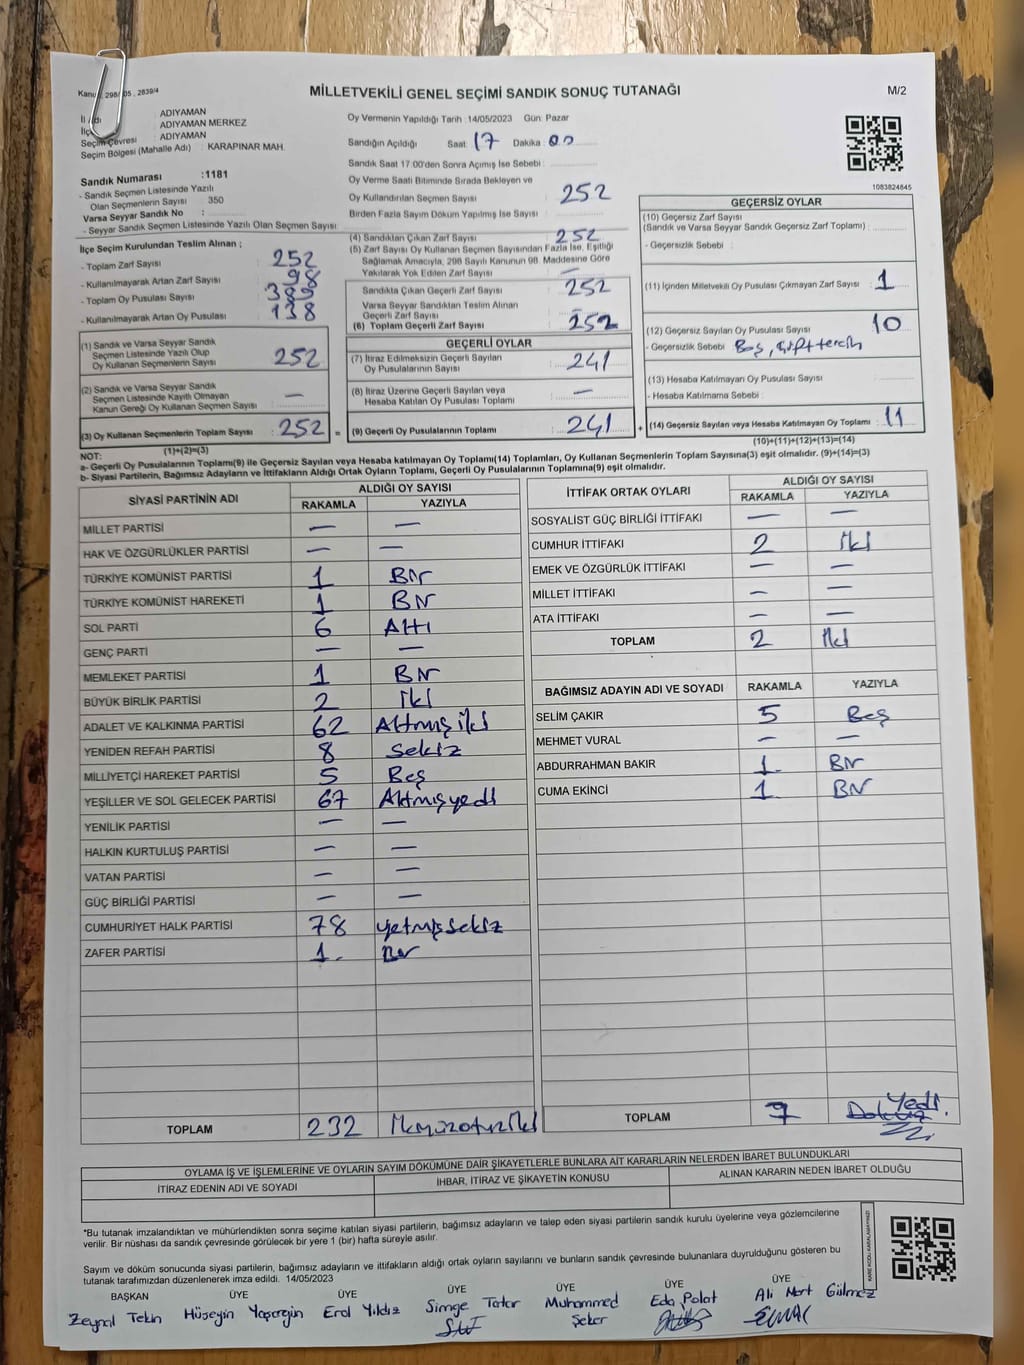 Kanun : 298/105 , 2839/4
MİLLETVEKİLİ GENEL SEÇİMİ SANDIK SONUÇ TUTANAĞI
M/2
İl Adı : ADIYAMAN
ADIYAMAN MERKEZ
Seçim Çevresi : ADIYAMAN
Seçim Bölgesi (Mahalle Adı) : KARAPINAR MAH.
Oy Vermenin Yapıldığı Tarih : 14/05/2023 Gün: Pazar
Sandığın Açıldığı Saat: 17 Dakika: 00
Sandık Saat 17:00'den Sonra Açımış İse Sebebi :
Sandık Numarası :1181
- Sandık Seçmen Listesinde Yazılı
Olan Seçmenlerin Sayısı 350
Varsa Seyyar Sandık No :
- Seyyar Sandık Seçmen Listesinde Yazılı Olan Seçmen Sayısı :
Oy Verme Saati Bitiminde Sırada Bekleyen ve
Oy Kullandırılan Seçmen Sayısı : 252
Birden Fazla Sayım Döküm Yapılmış İse Sayısı :
1083824845
İlçe Seçim Kurulundan Teslim Alınan ;
- Toplam Zarf Sayısı : 252
- Kullanılmayarak Artan Zarf Sayısı : 98
- Toplam Oy Pusulası Sayısı : 389
- Kullanılmayarak Artan Oy Pusulası : 138
(4) Sandıktan Çıkan Zarf Sayısı : 252
(5) Zarf Sayısı Oy Kullanan Seçmen Sayısından Fazla İse, Eşitliği
Sağlamak Amacıyla, 298 Sayılı Kanunun 98. Maddesine Göre
Yakılarak Yok Edilen Zarf Sayısı : —
Sandıkta Çıkan Geçerli Zarf Sayısı : 252
Varsa Seyyar Sandıktan Teslim Alınan
Geçerli Zarf Sayısı
(6) Toplam Geçerli Zarf Sayısı : 252
GEÇERSİZ OYLAR
(10) Geçersiz Zarf Sayısı
(Sandık ve Varsa Seyyar Sandık Geçersiz Zarf Toplamı) :
- Geçersizlik Sebebi :
(11) İçinden Milletvekili Oy Pusulası Çıkmayan Zarf Sayısı : 1
(12) Geçersiz Sayılan Oy Pusulası Sayısı : 10
- Geçersizlik Sebebi : Boş, çift tercih
(13) Hesaba Katılmayan Oy Pusulası Sayısı :
- Hesaba Katılmama Sebebi :
(14) Geçersiz Sayılan veya Hesaba Katılmayan Oy Toplamı : 11
(10)+(11)+(12)+(13)=(14)
(1) Sandık ve Varsa Seyyar Sandık
Seçmen Listesinde Yazılı Olup
Oy Kullanan Seçmenlerin Sayısı : 252
(2) Sandık ve Varsa Seyyar Sandık
Seçmen Listesinde Kayıtlı Olmayan
Kanun Gereği Oy Kullanan Seçmen Sayısı : —
(3) Oy Kullanan Seçmenlerin Toplam Sayısı : 252 =
(1)+(2)=(3)
GEÇERLİ OYLAR
(7) İtiraz Edilmeksizin Geçerli Sayılan
Oy Pusulalarının Sayısı : 241
(8) İtiraz Üzerine Geçerli Sayılan veya
Hesaba Katılan Oy Pusulası Toplamı : —
(9) Geçerli Oy Pusulalarının Toplamı : 241 +
NOT:
a- Geçerli Oy Pusulalarının Toplamı(9) ile Geçersiz Sayılan veya Hesaba katılmayan Oy Toplamı(14) Toplamları, Oy Kullanan Seçmenlerin Toplam Sayısına(3) eşit olmalıdır. (9)+(14)=(3)
b- Siyasi Partilerin, Bağımsız Adayların ve İttifakların Aldığı Ortak Oyların Toplamı, Geçerli Oy Pusulalarının Toplamına(9) eşit olmalıdır.
SİYASİ PARTİNİN ADI ALDIĞI OY SAYISI
RAKAMLA YAZIYLA
MİLLET PARTİSİ — —
HAK VE ÖZGÜRLÜKLER PARTİSİ — —
TÜRKİYE KOMÜNİST PARTİSİ 1 Bir
TÜRKİYE KOMÜNİST HAREKETİ 1 Bir
SOL PARTİ 6 Altı
GENÇ PARTİ — —
MEMLEKET PARTİSİ 1 Bir
BÜYÜK BİRLİK PARTİSİ 2 iki
ADALET VE KALKINMA PARTİSİ 62 Altmış iki
YENİDEN REFAH PARTİSİ 8 Sekiz
MİLLİYETÇİ HAREKET PARTİSİ 5 Beş
YEŞİLLER VE SOL GELECEK PARTİSİ 67 Altmışyedi
YENİLİK PARTİSİ — —
HALKIN KURTULUŞ PARTİSİ — —
VATAN PARTİSİ — —
GÜÇ BİRLİĞİ PARTİSİ — —
CUMHURİYET HALK PARTİSİ 78 yetmişsekiz
ZAFER PARTİSİ 1. Bir
TOPLAM 232 ikiyüzotuziki
İTTİFAK ORTAK OYLARI ALDIĞI OY SAYISI
RAKAMLA YAZIYLA
SOSYALİST GÜÇ BİRLİĞİ İTTİFAKI — —
CUMHUR İTTİFAKI 2 iki
EMEK VE ÖZGÜRLÜK İTTİFAKI — —
MİLLET İTTİFAKI — —
ATA İTTİFAKI — —
TOPLAM 2 iki
BAĞIMSIZ ADAYIN ADI VE SOYADI RAKAMLA YAZIYLA
SELİM ÇAKIR 5 Beş
MEHMET VURAL — —
ABDURRAHMAN BAKIR 1. Bir
CUMA EKİNCİ 1 Bir
TOPLAM 7 Yedi.
OYLAMA İŞ VE İŞLEMLERİNE VE OYLARIN SAYIM DÖKÜMÜNE DAİR ŞİKAYETLERLE BUNLARA AİT KARARLARIN NELERDEN İBARET BULUNDUKLARI
İTİRAZ EDENİN ADI VE SOYADI İHBAR, İTİRAZ VE ŞİKAYETİN KONUSU ALINAN KARARIN NEDEN İBARET OLDUĞU
*Bu tutanak imzalandıktan ve mühürlendikten sonra seçime katılan siyasi partilerin, bağımsız adayların ve talep eden siyasi partilerin sandık kurulu üyelerine veya gözlemcilerine
verilir. Bir nüshası da sandık çevresinde görülecek bir yere 1 (bir) hafta süreyle asılır.
Sayım ve döküm sonucunda siyasi partilerin, bağımsız adayların ve ittifakların aldığı ortak oyların sayılarını ve bunların sandık çevresinde bulunanlara duyrulduğunu gösteren bu
tutanak tarafımızdan düzenlenerek imza edildi. 14/05/2023
KARE KODU KARALAMAYINIZ!
BAŞKAN ÜYE ÜYE ÜYE ÜYE ÜYE ÜYE
Zeynal Tekin Hüseyin Yaşergün Erol Yıldız Simge Tatar Muhammed Şeker Eda Polat Ali Mert Gülmez